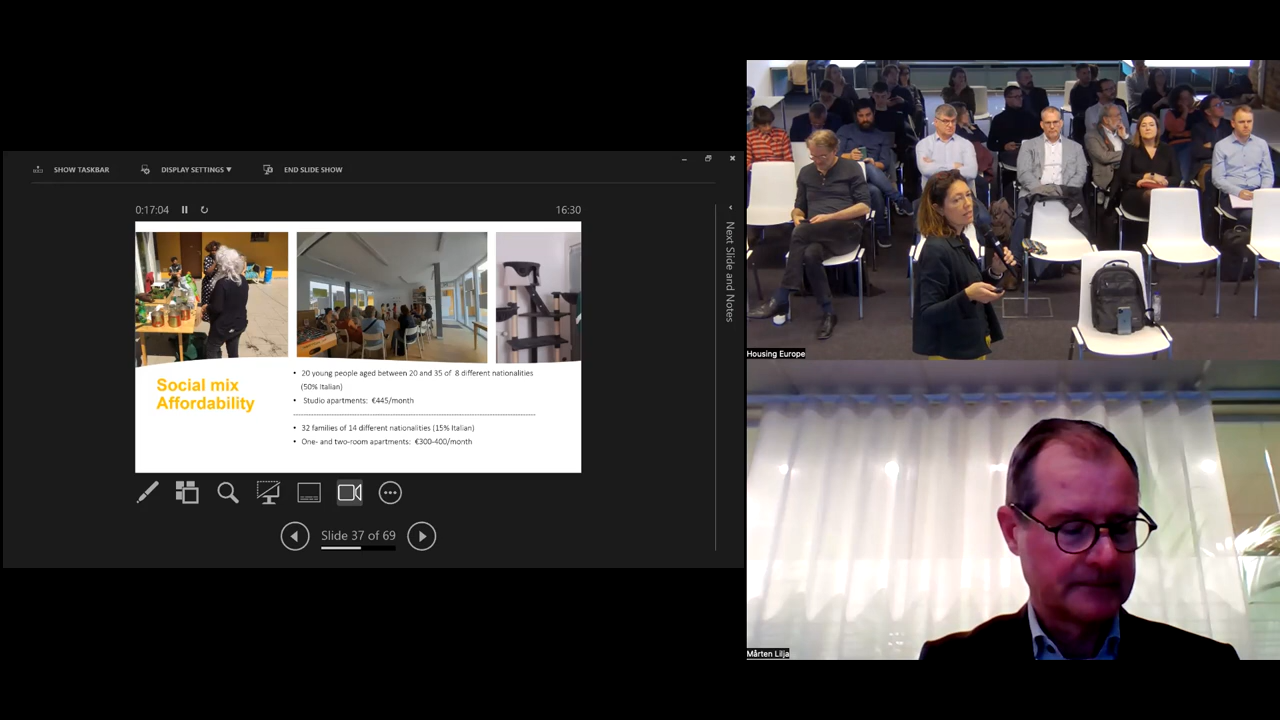 SHOW TASKBAR
DISPLAY SETTINGS ▼
END SLIDE SHOW
0:17:04
16:30
Next Slide and Notes
Social mix
Affordability
• 20 young people aged between 20 and 35 of 8 different nationalities
(50% Italian)
• Studio apartments: €445/month
• 32 families of 14 different nationalities (15% Italian)
• One- and two-room apartments: €300-400/month
Slide 37 of 69
Housing Europe
Mårten Lilja